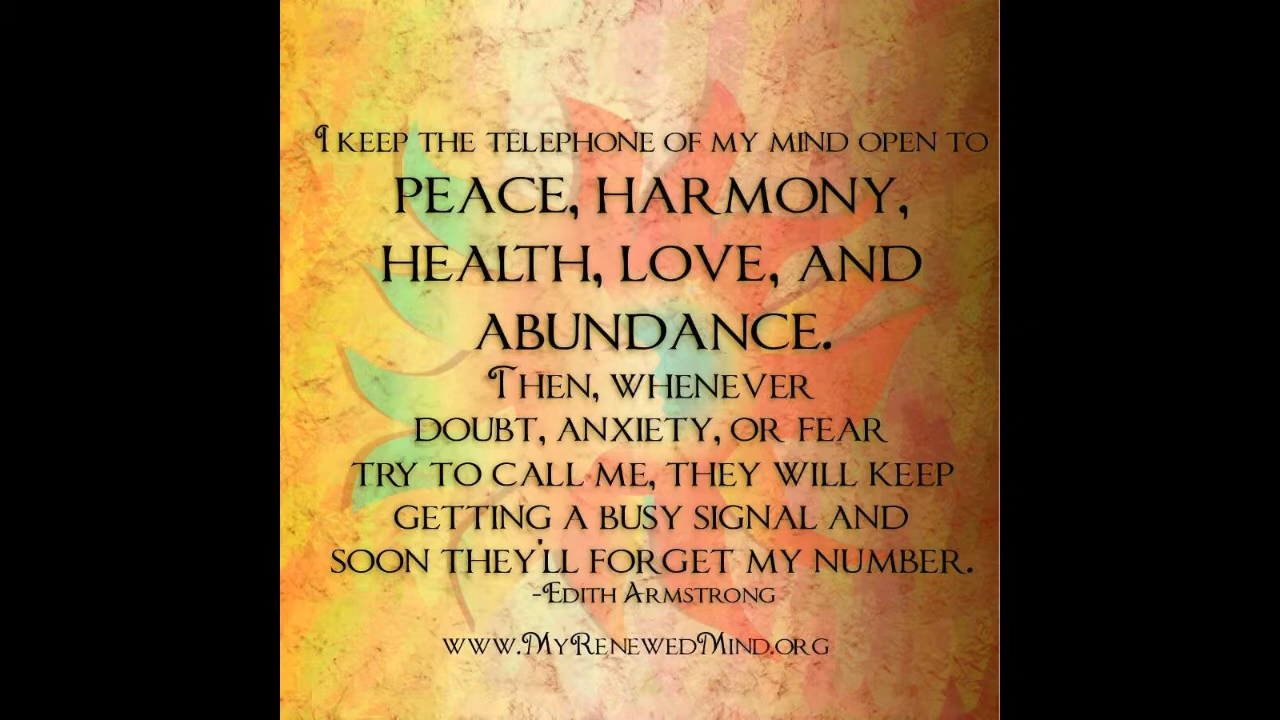 I keep the telephone of my mind open to
PEACE, HARMONY,
HEALTH, LOVE, AND
ABUNDANCE.
Then, whenever
doubt, anxiety, or fear
try to call me, they will keep
getting a busy signal and
soon they'll forget my number.
-Edith Armstrong
www.MyRenewedMind.org